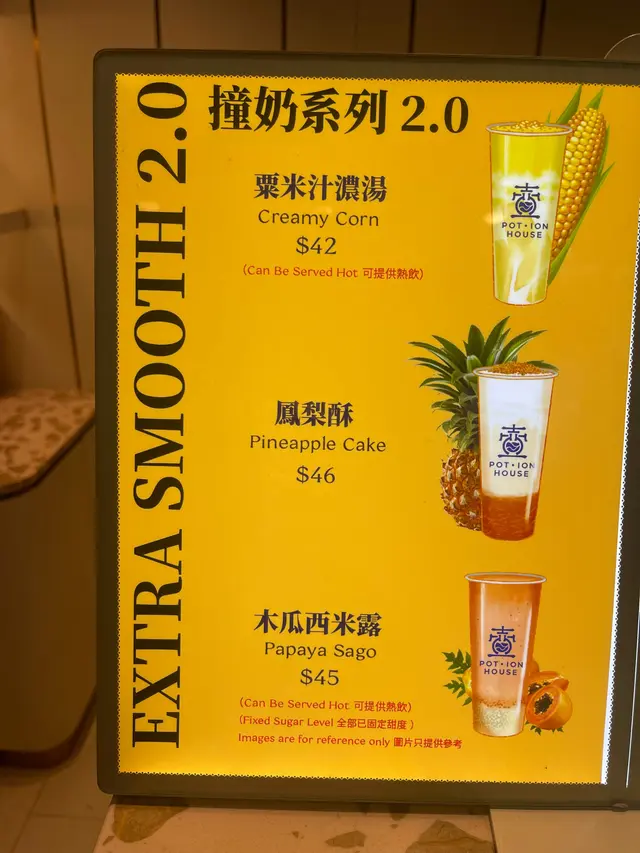 EXTRA SMOOTH 2.0
撞奶系列 2.0
粟米汁濃湯
Creamy Corn
$42
(Can Be Served Hot 可提供熱飲)
壺
POT·ION
HOUSE
鳳梨酥
Pineapple Cake
$46
壺
POT·ION
HOUSE
木瓜西米露
Papaya Sago
$45
(Can Be Served Hot 可提供熱飲)
(Fixed Sugar Level 全部已固定甜度 )
Images are for reference only 圖片只提供參考
壺
POT·ION
HOUSE